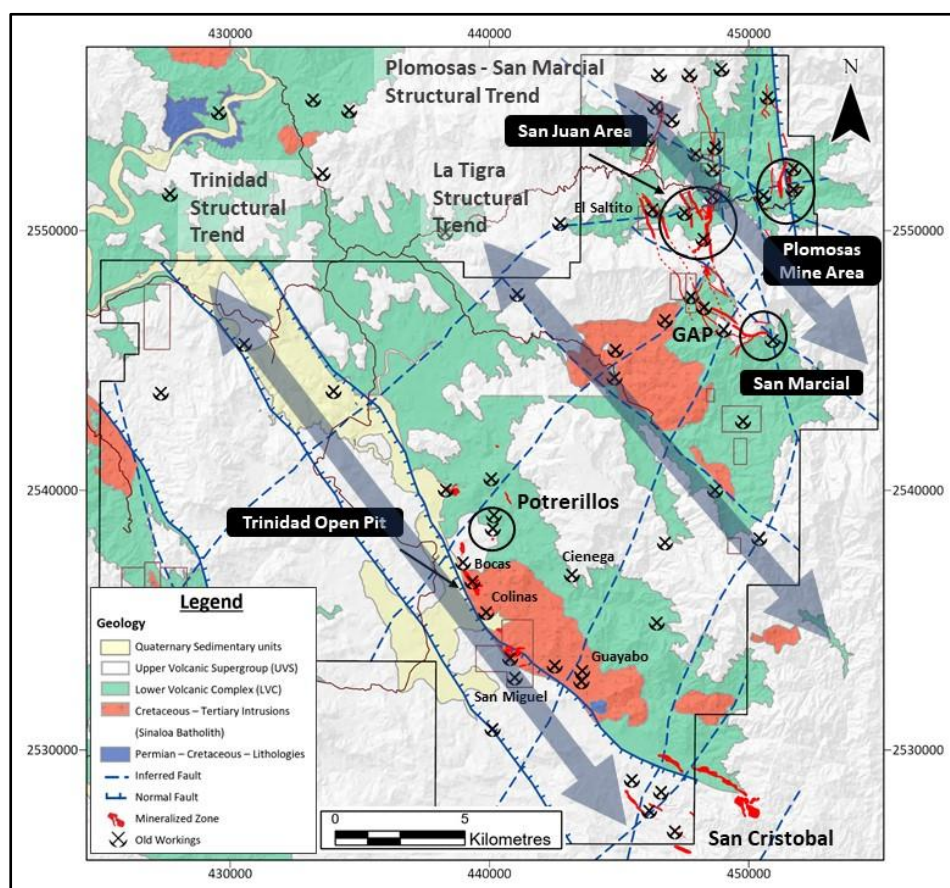 430000
440000
450000
Plomosas - San Marcial
Structural Trend
N
San Juan Area
La Tigra
Structural
Trend
Trinidad
Structural
Trend
El Saltito
2550000
2550000
Plomosas
Mine Area
GAP
San Marcial
2540000
2540000
Potrerillos
Trinidad Open Pit
Bocas
Cienega
Colinas
Guayabo
San Miguel
2530000
2530000
San Cristobal
Legend
Geology
Quaternary Sedimentary units
Upper Volcanic Supergroup (UVS)
Lower Volcanic Complex (LVC)
Cretaceous – Tertiary Intrusions
(Sinaloa Batholith)
Permian – Cretaceous – Lithologies
Inferred Fault
Normal Fault
Mineralized Zone
Old Workings
0
5
Kilometres
430000
440000
450000